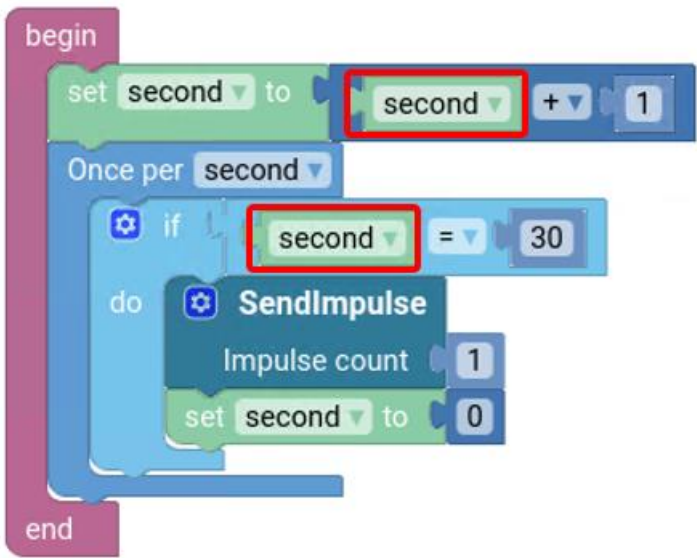 begin
set second to second + 1
Once per second
if second = 30
do SendImpulse
Impulse count 1
set second to 0
end